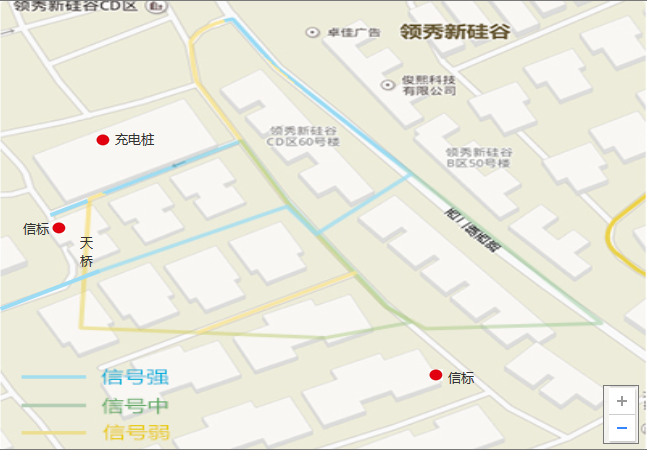 领秀新硅谷CD区
卓佳广告
领秀新硅谷
俊熙科技
有限公司
领秀新硅谷
CD区60号楼
领秀新硅谷
B区50号楼
充电桩
信标
天
桥
信标
信号强
信号中
信号弱
+
−